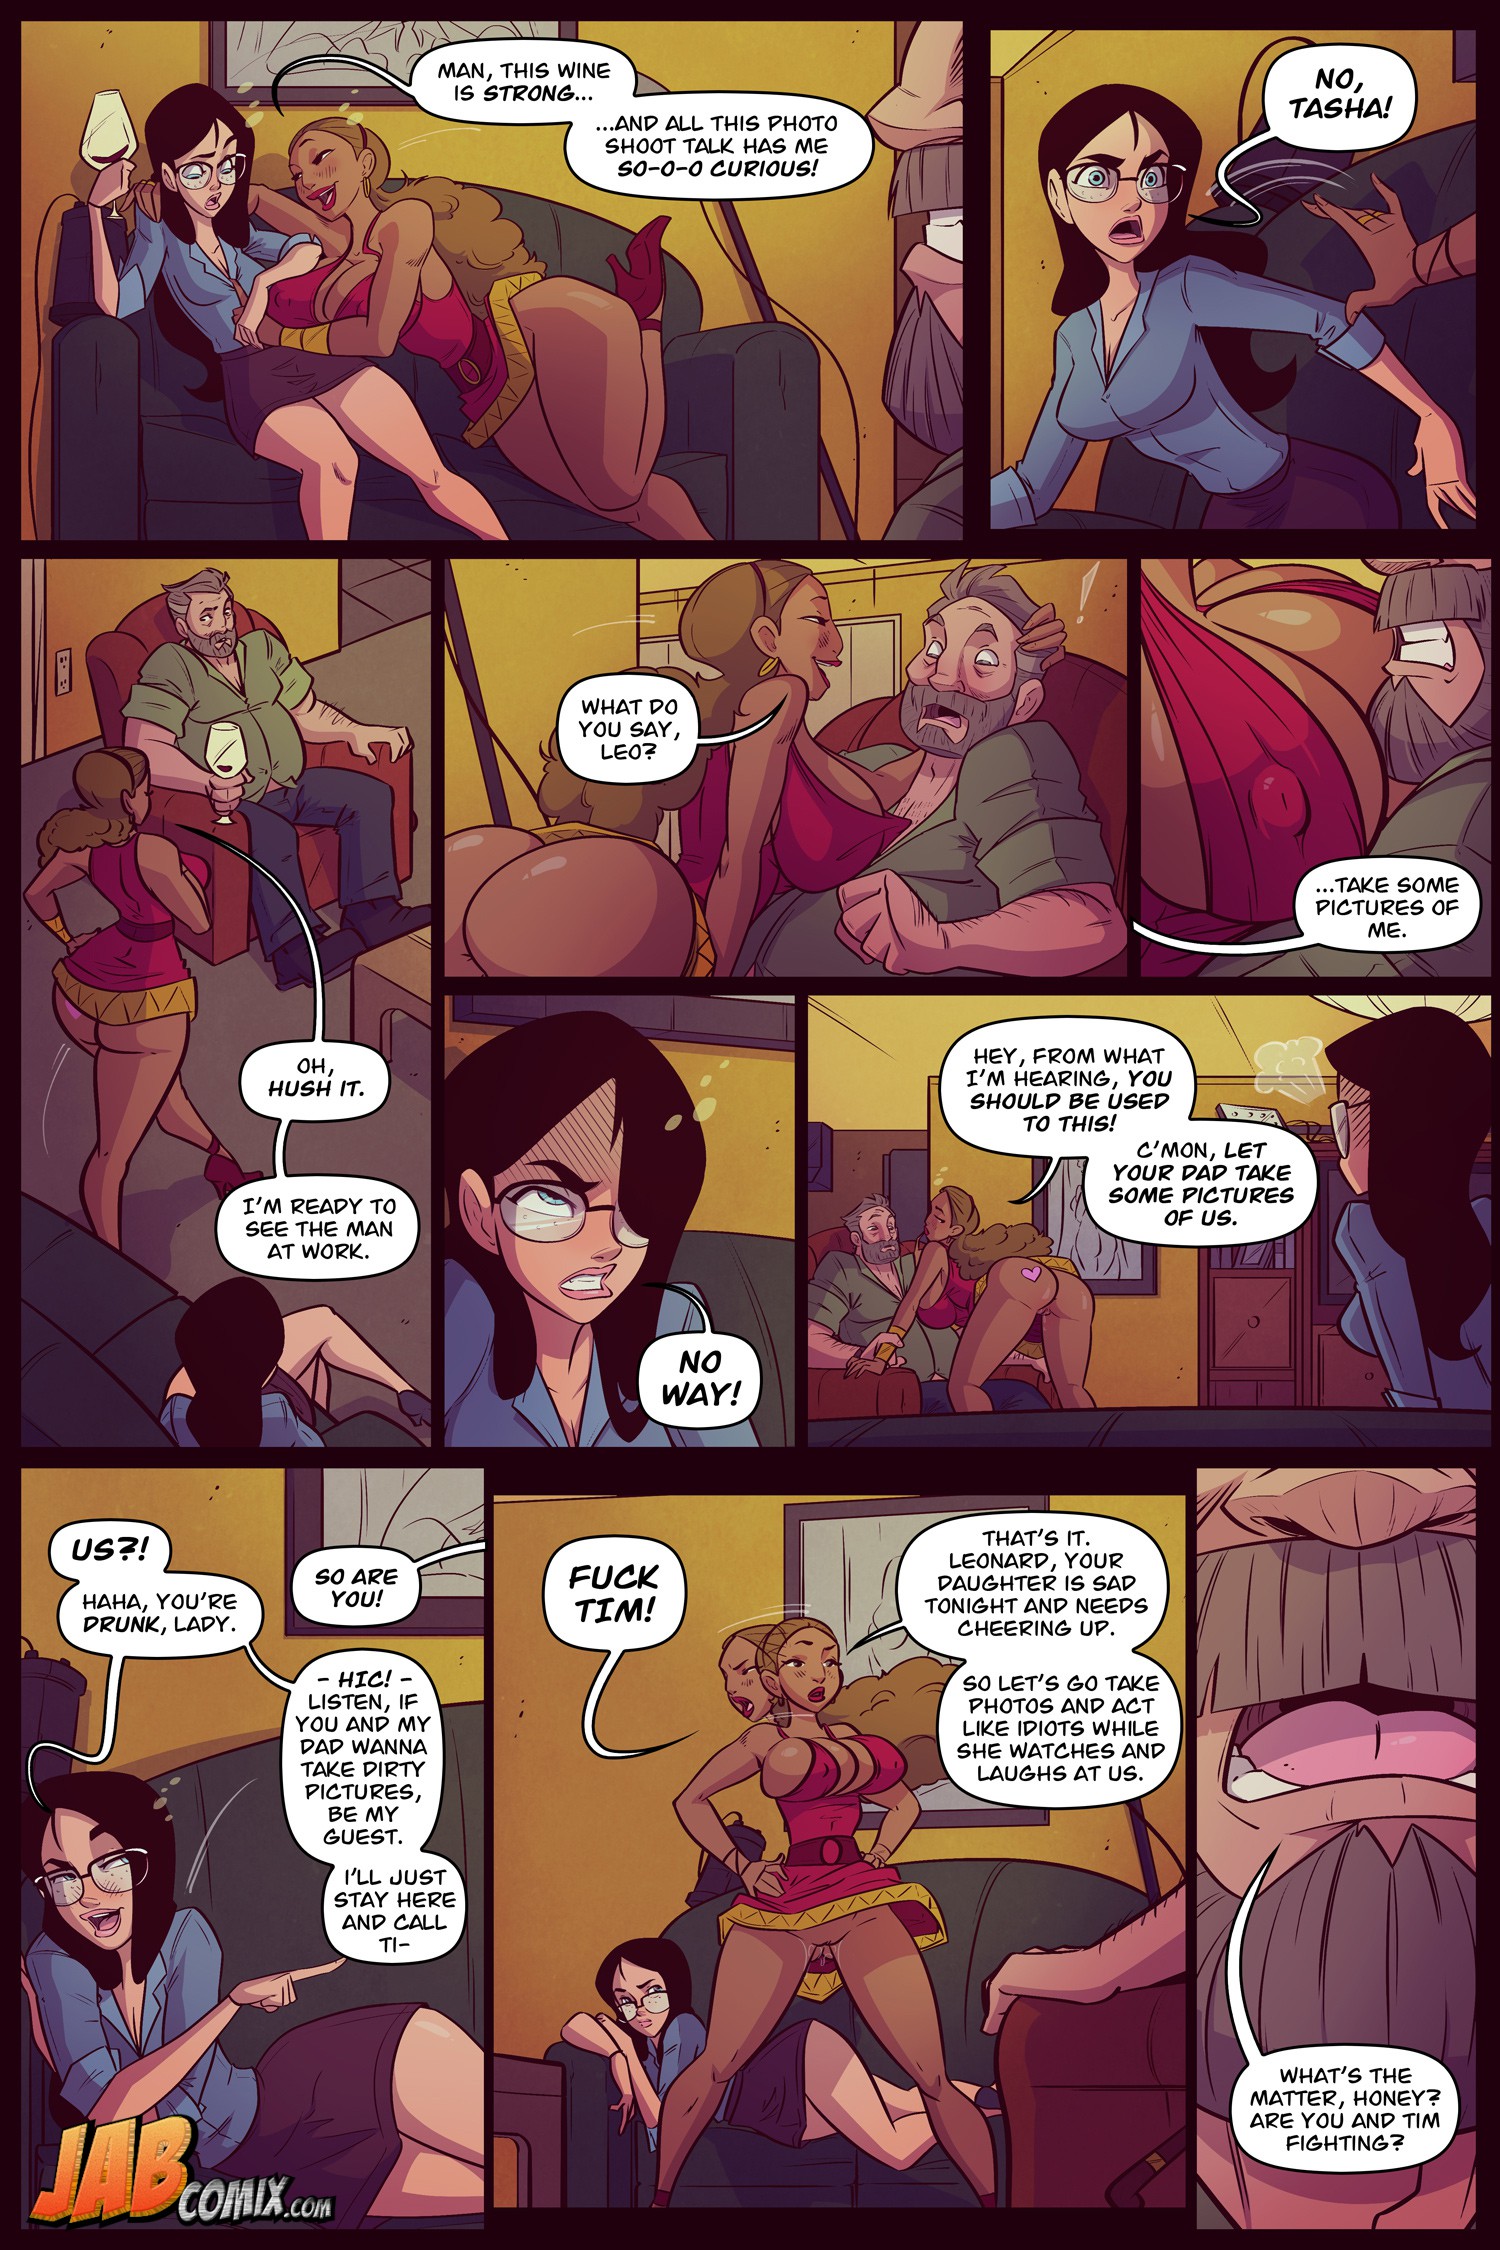 MAN, THIS WINE
IS STRONG...
...AND ALL THIS PHOTO
SHOOT TALK HAS ME
SO-O-O CURIOUS!
NO,
TASHA!
OH,
HUSH IT.
I'M READY TO
SEE THE MAN
AT WORK.
WHAT DO
YOU SAY,
LEO?
...TAKE SOME
PICTURES OF
ME.
NO
WAY!
HEY, FROM WHAT
I'M HEARING, YOU
SHOULD BE USED
TO THIS!
C'MON, LET
YOUR DAD TAKE
SOME PICTURES
OF US.
US?!
HAHA, YOU'RE
DRUNK, LADY.
SO ARE
YOU!
- HIC! -
LISTEN, IF
YOU AND MY
DAD WANNA
TAKE DIRTY
PICTURES,
BE MY
GUEST.
I'LL JUST
STAY HERE
AND CALL
TI-
FUCK
TIM!
THAT'S IT.
LEONARD, YOUR
DAUGHTER IS SAD
TONIGHT AND NEEDS
CHEERING UP.
SO LET'S GO TAKE
PHOTOS AND ACT
LIKE IDIOTS WHILE
SHE WATCHES AND
LAUGHS AT US.
WHAT'S THE
MATTER, HONEY?
ARE YOU AND TIM
FIGHTING?
JAB
COMIX.com